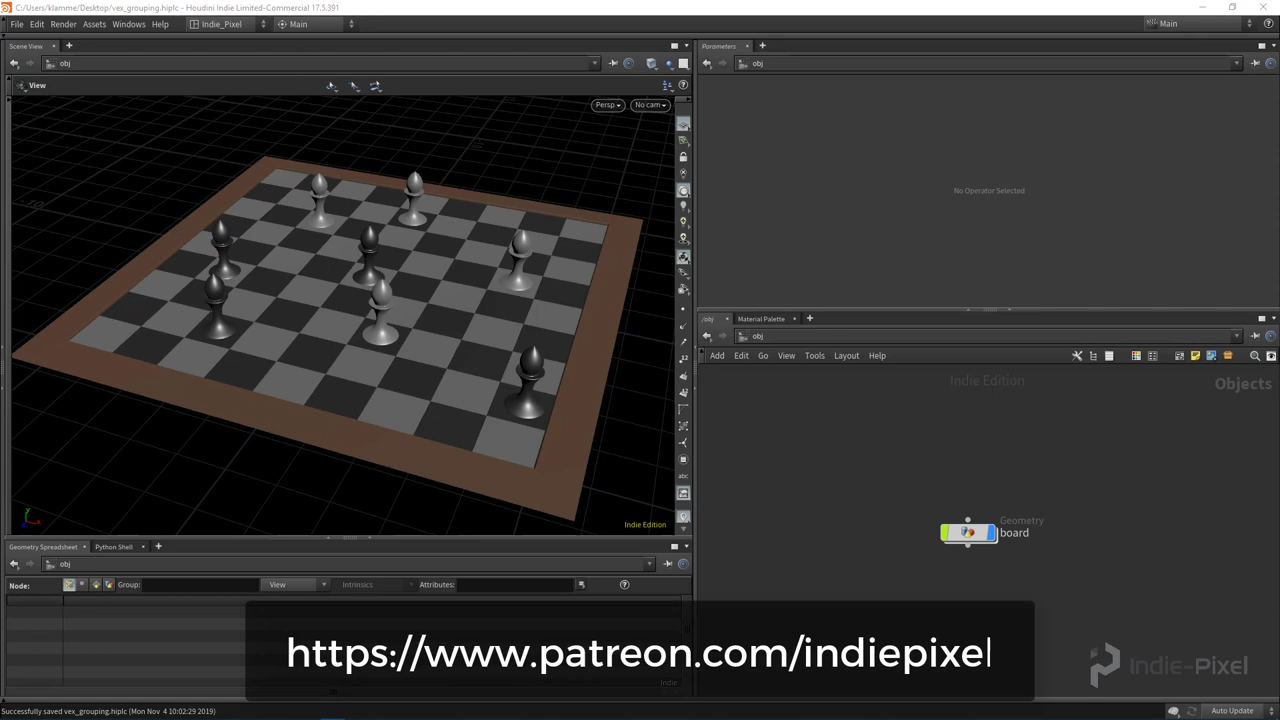 C:/Users/klamme/Desktop/vex_grouping.hiplc - Houdini Indie Limited-Commercial 17.5.391
File Edit Render Assets Windows Help Indie_Pixel Main Main
Scene View
obj
View
Persp No cam
abc
Indie Edition
Geometry Spreadsheet Python Shell
obj
Node: Group: View Intrinsics Attributes:
Indie
Parameters
obj
No Operator Selected
/obj Material Palette
obj
Add Edit Go View Tools Layout Help
Indie Edition
Objects
Geometry
board
https://www.patreon.com/indiepixel
Indie-Pixel
Successfully saved vex_grouping.hiplc (Mon Nov 4 10:02:29 2019)
Auto Update